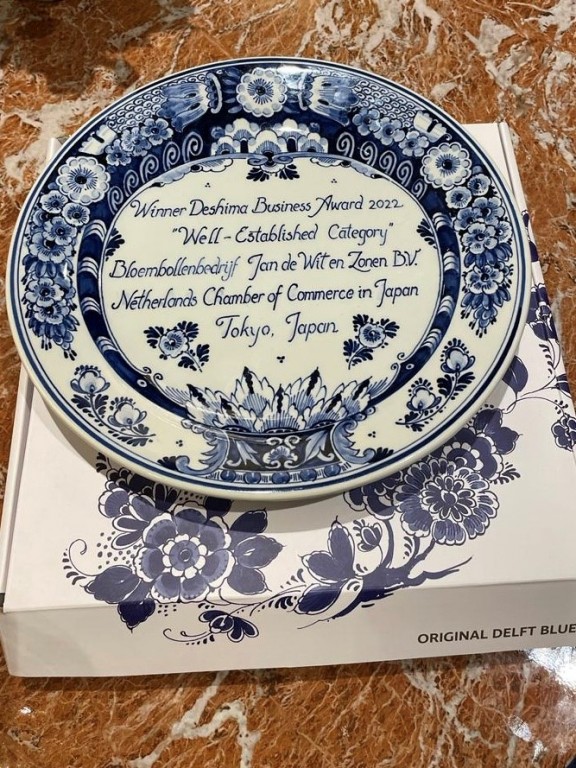 Winner Deshima Business Award 2022
"Well-Established Category"
Bloembollenbedrijf Jan de Wit en Zonen B.V.
Netherlands Chamber of Commerce in Japan
Tokyo, Japan
ORIGINAL DELFT BLUE